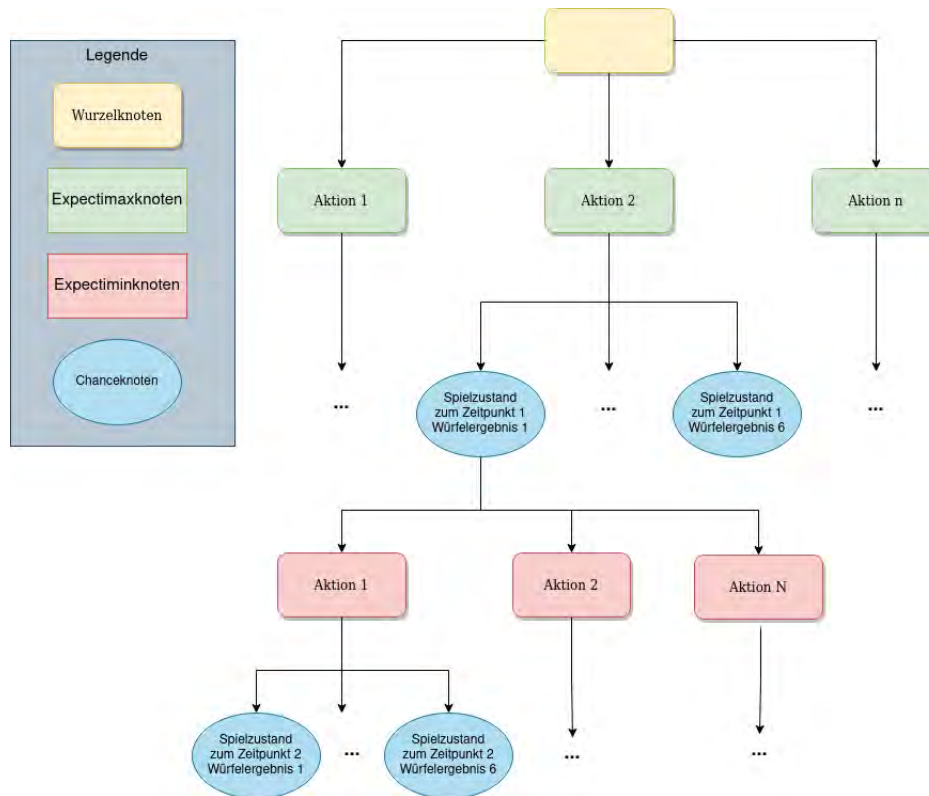 Legende
Wurzelknoten
Expectimaxknoten
Expectiminknoten
Chanceknoten
Aktion 1
Aktion 2
Aktion n
...
Spielzustand
zum Zeitpunkt 1
Würfelergebnis 1
...
Spielzustand
zum Zeitpunkt 1
Würfelergebnis 6
...
Aktion 1
Aktion 2
Aktion N
Spielzustand
zum Zeitpunkt 2
Würfelergebnis 1
...
Spielzustand
zum Zeitpunkt 2
Würfelergebnis 6
...
...